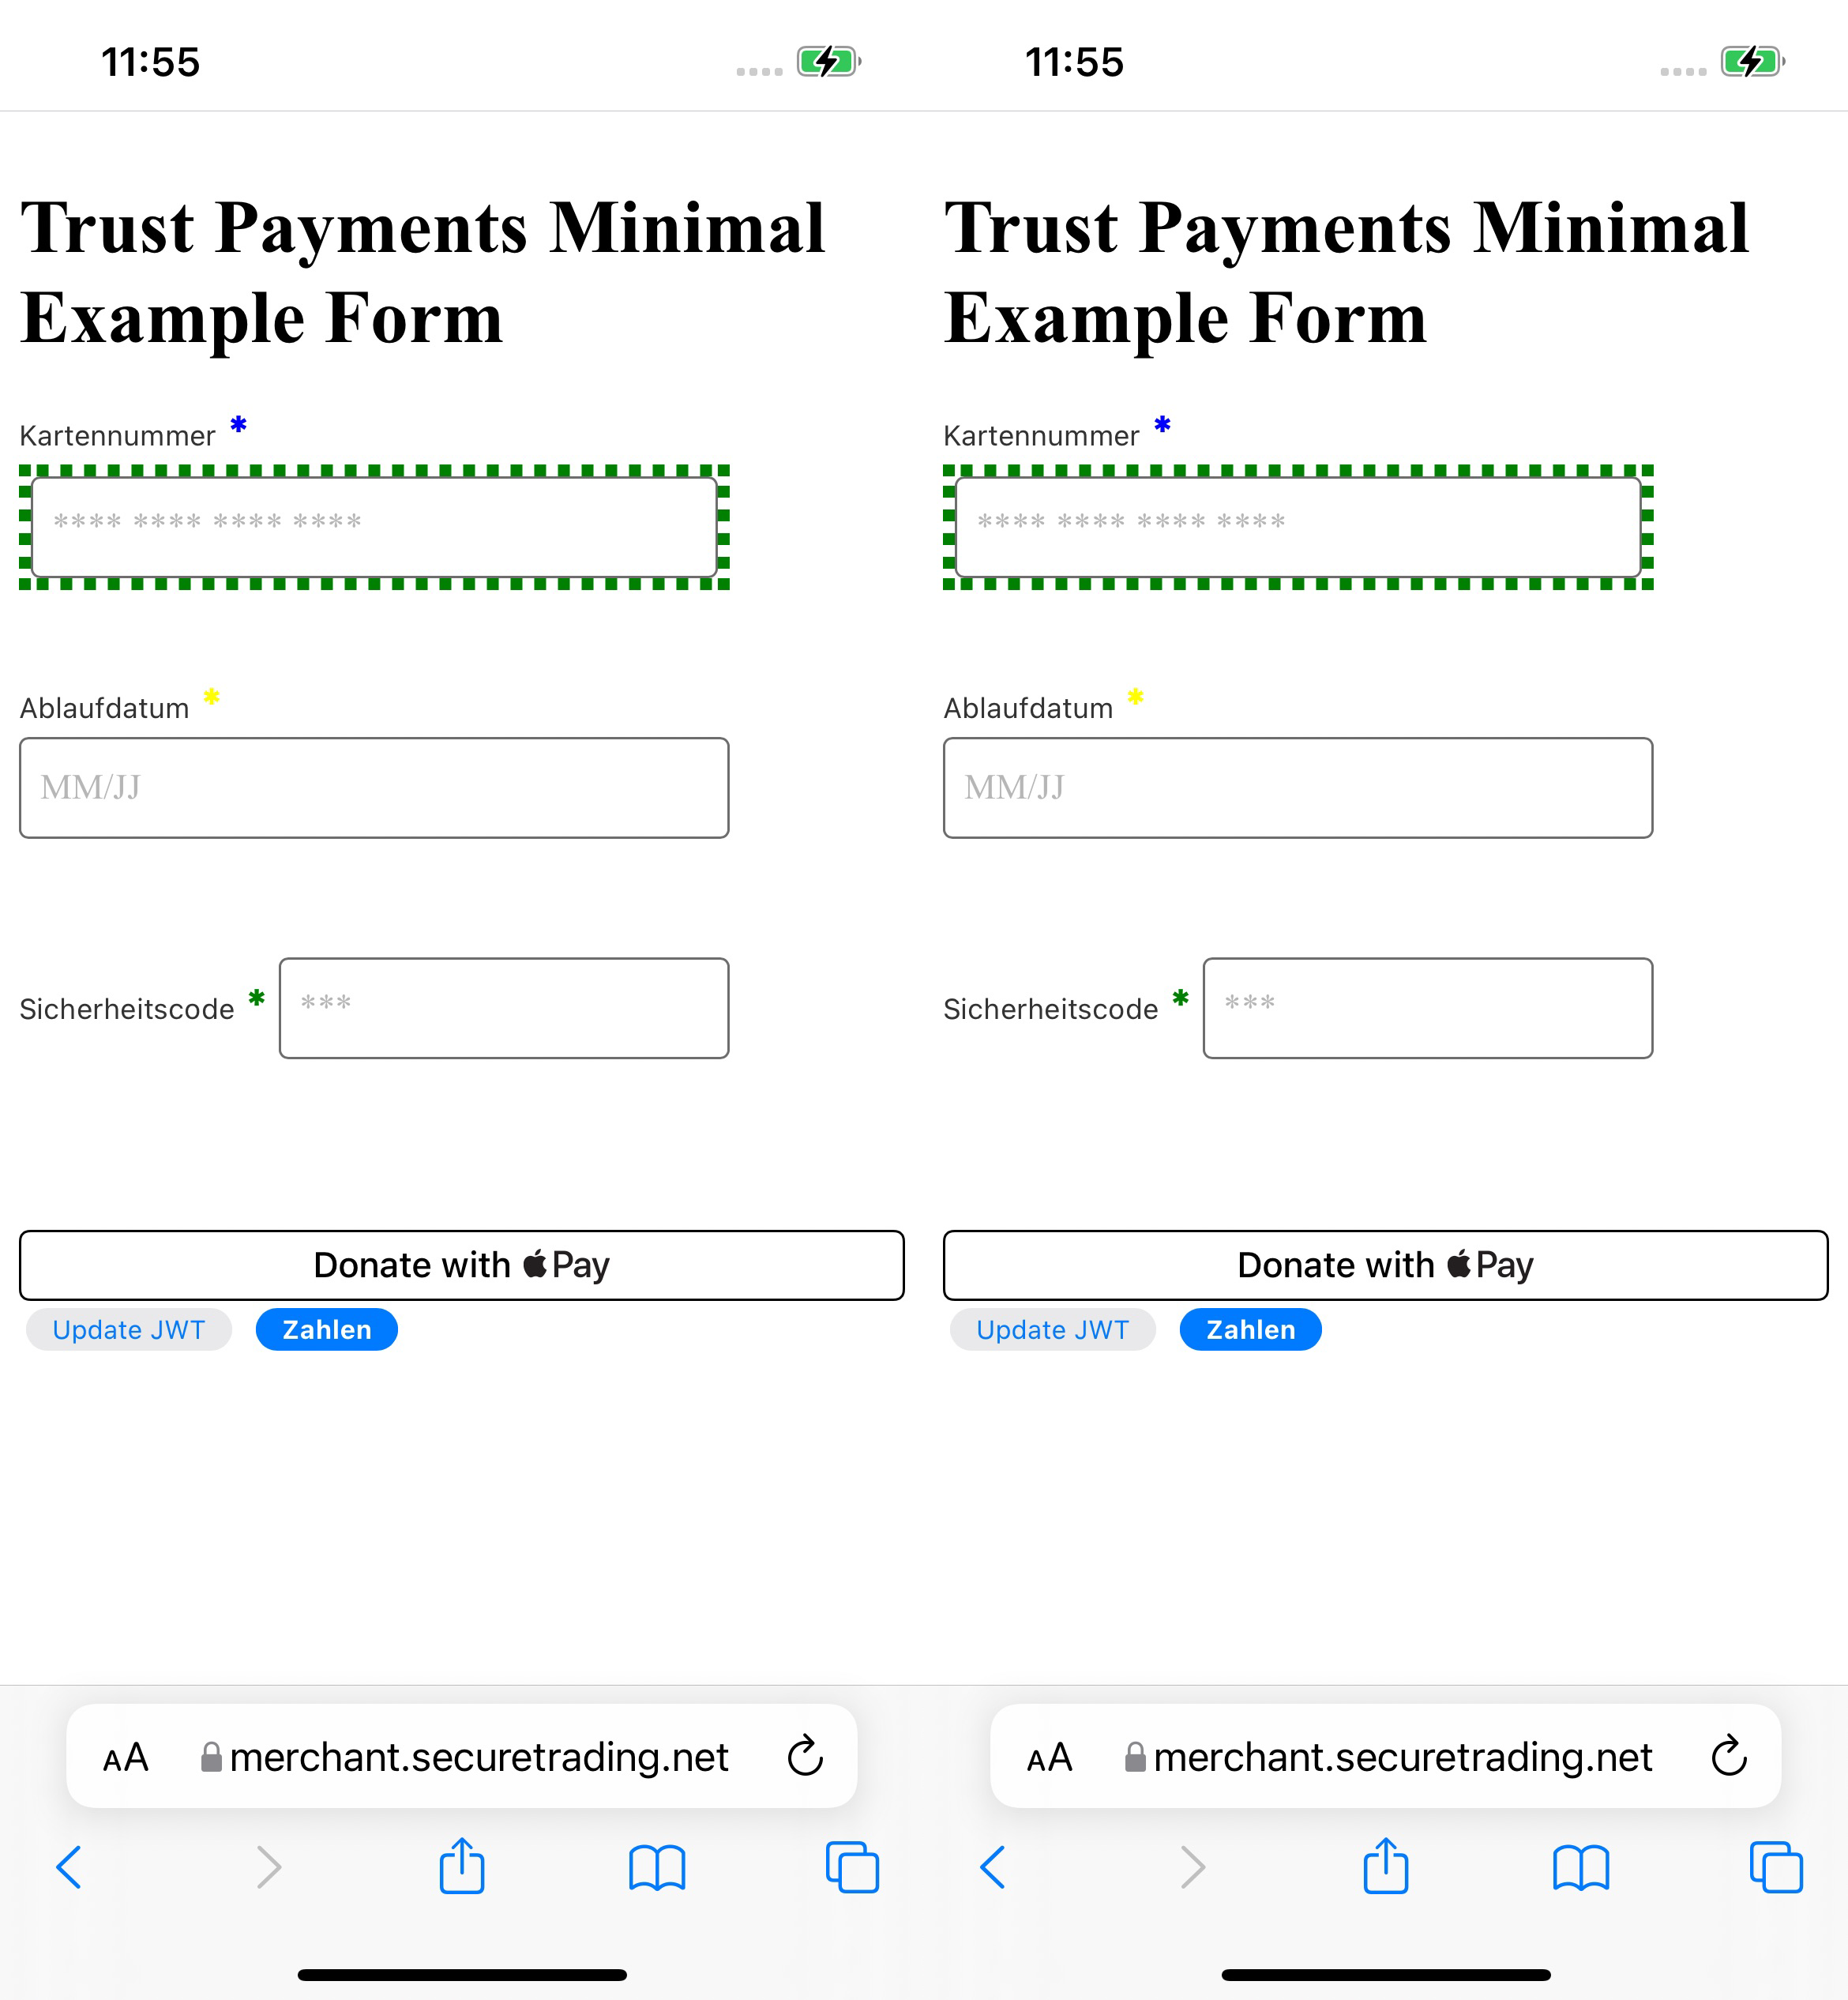 11:55
Trust Payments Minimal
Example Form
Kartennummer *
**** **** **** ****
Ablaufdatum *
MM/JJ
Sicherheitscode * ***
Donate with Pay
Update JWT Zahlen
AA merchant.securetrading.net
11:55
Trust Payments Minimal
Example Form
Kartennummer *
**** **** **** ****
Ablaufdatum *
MM/JJ
Sicherheitscode * ***
Donate with Pay
Update JWT Zahlen
AA merchant.securetrading.net